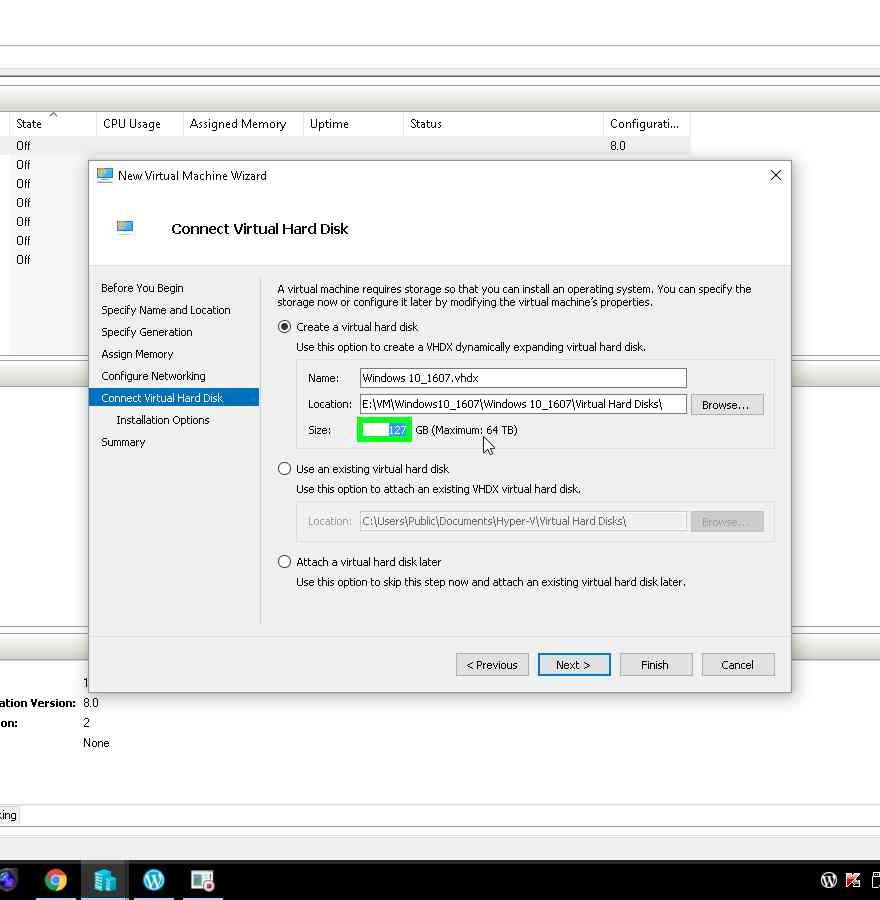 State CPU Usage Assigned Memory Uptime Status Configurati...
Off 8.0
Off
Off
Off
Off
Off
Off
New Virtual Machine Wizard
Connect Virtual Hard Disk
Before You Begin
Specify Name and Location
Specify Generation
Assign Memory
Configure Networking
Connect Virtual Hard Disk
Installation Options
Summary
A virtual machine requires storage so that you can install an operating system. You can specify the
storage now or configure it later by modifying the virtual machine's properties.
Create a virtual hard disk
Use this option to create a VHDX dynamically expanding virtual hard disk.
Name: Windows 10_1607.vhdx
Location: E:\VM\Windows10_1607\Windows 10_1607\Virtual Hard Disks\ Browse...
Size: 127 GB (Maximum: 64 TB)
Use an existing virtual hard disk
Use this option to attach an existing VHDX virtual hard disk.
Location: C:\Users\Public\Documents\Hyper-V\Virtual Hard Disks\ Browse...
Attach a virtual hard disk later
Use this option to skip this step now and attach an existing virtual hard disk later.
< Previous Next > Finish Cancel
ation Version: 8.0
on: 2
None
king